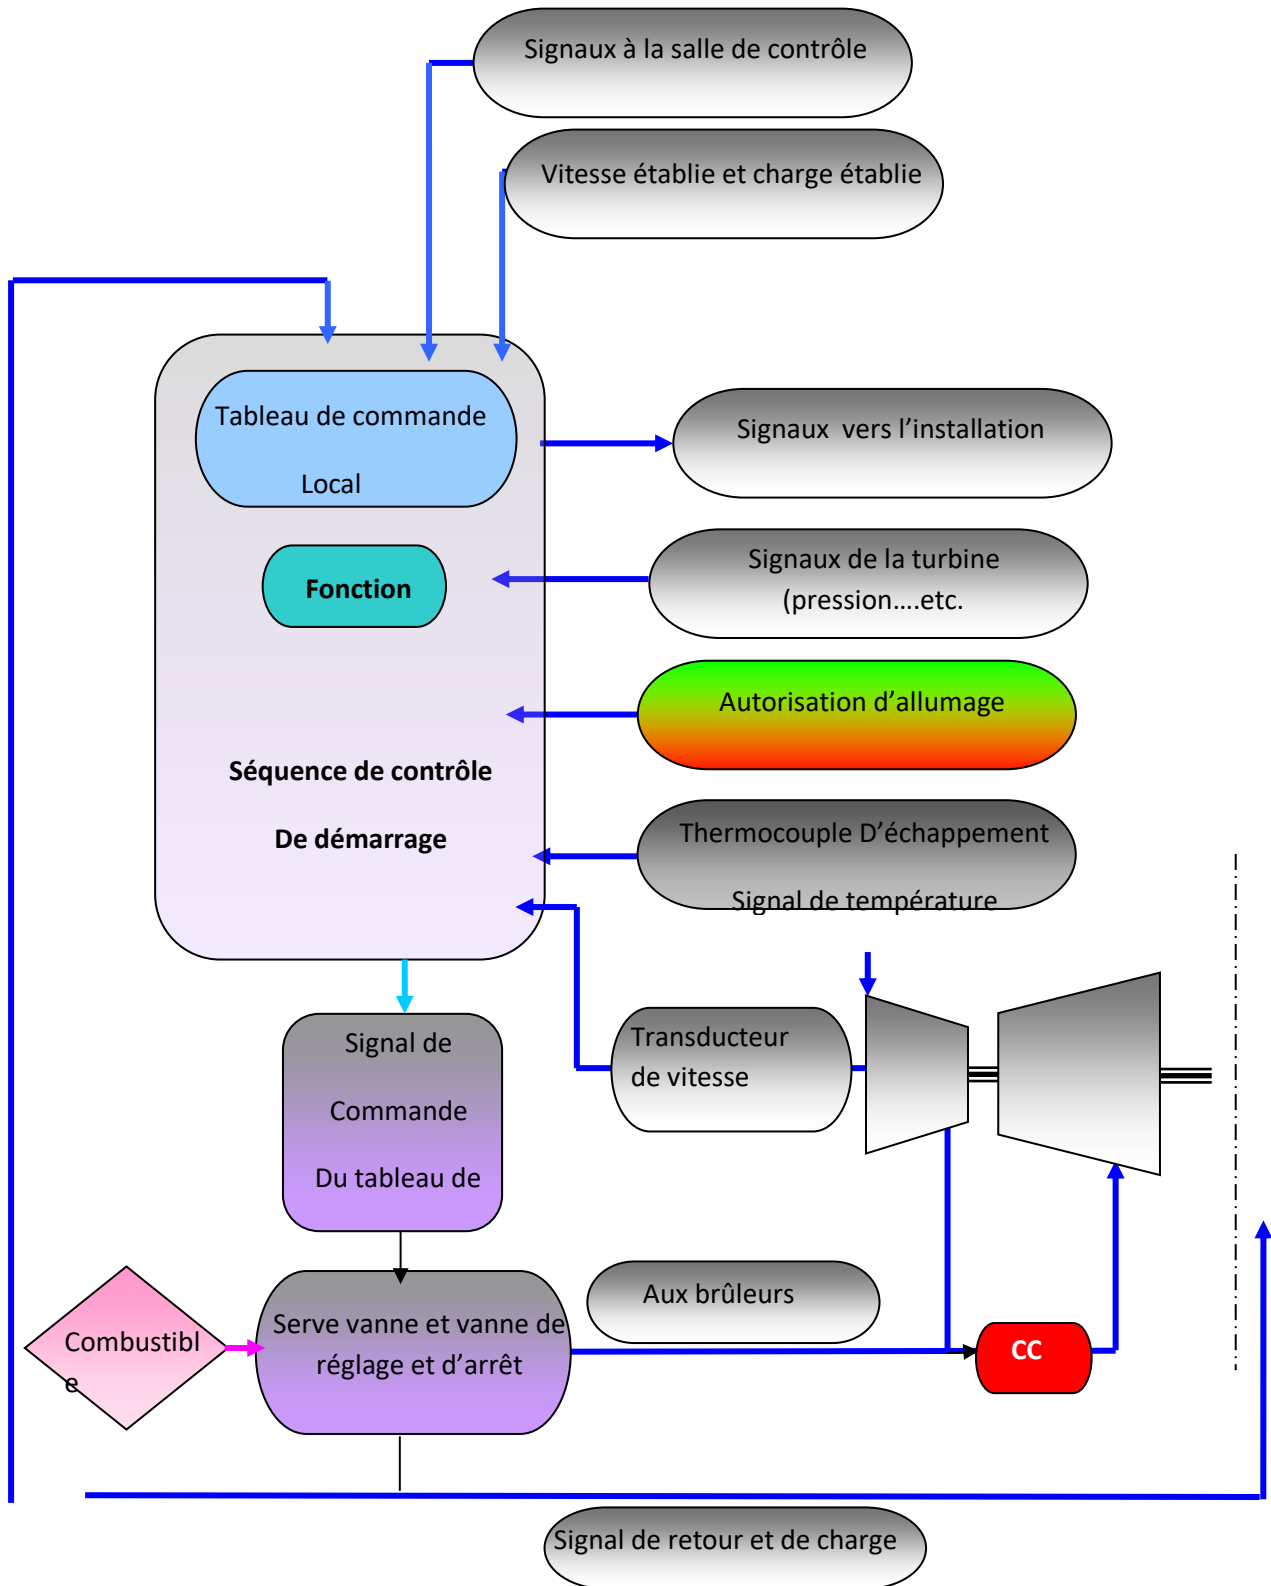 Signaux à la salle de contrôle
Vitesse établie et charge établie
Tableau de commande
Local
Signaux vers l'installation
Fonction
Signaux de la turbine
(pression....etc.
Autorisation d'allumage
Séquence de contrôle
De démarrage
Thermocouple D'échappement
Signal de température
Transducteur
de vitesse
Signal de
Commande
Du tableau de
Aux brûleurs
Combustibl
e
Serve vanne et vanne de
réglage et d'arrêt
CC
Signal de retour et de charge